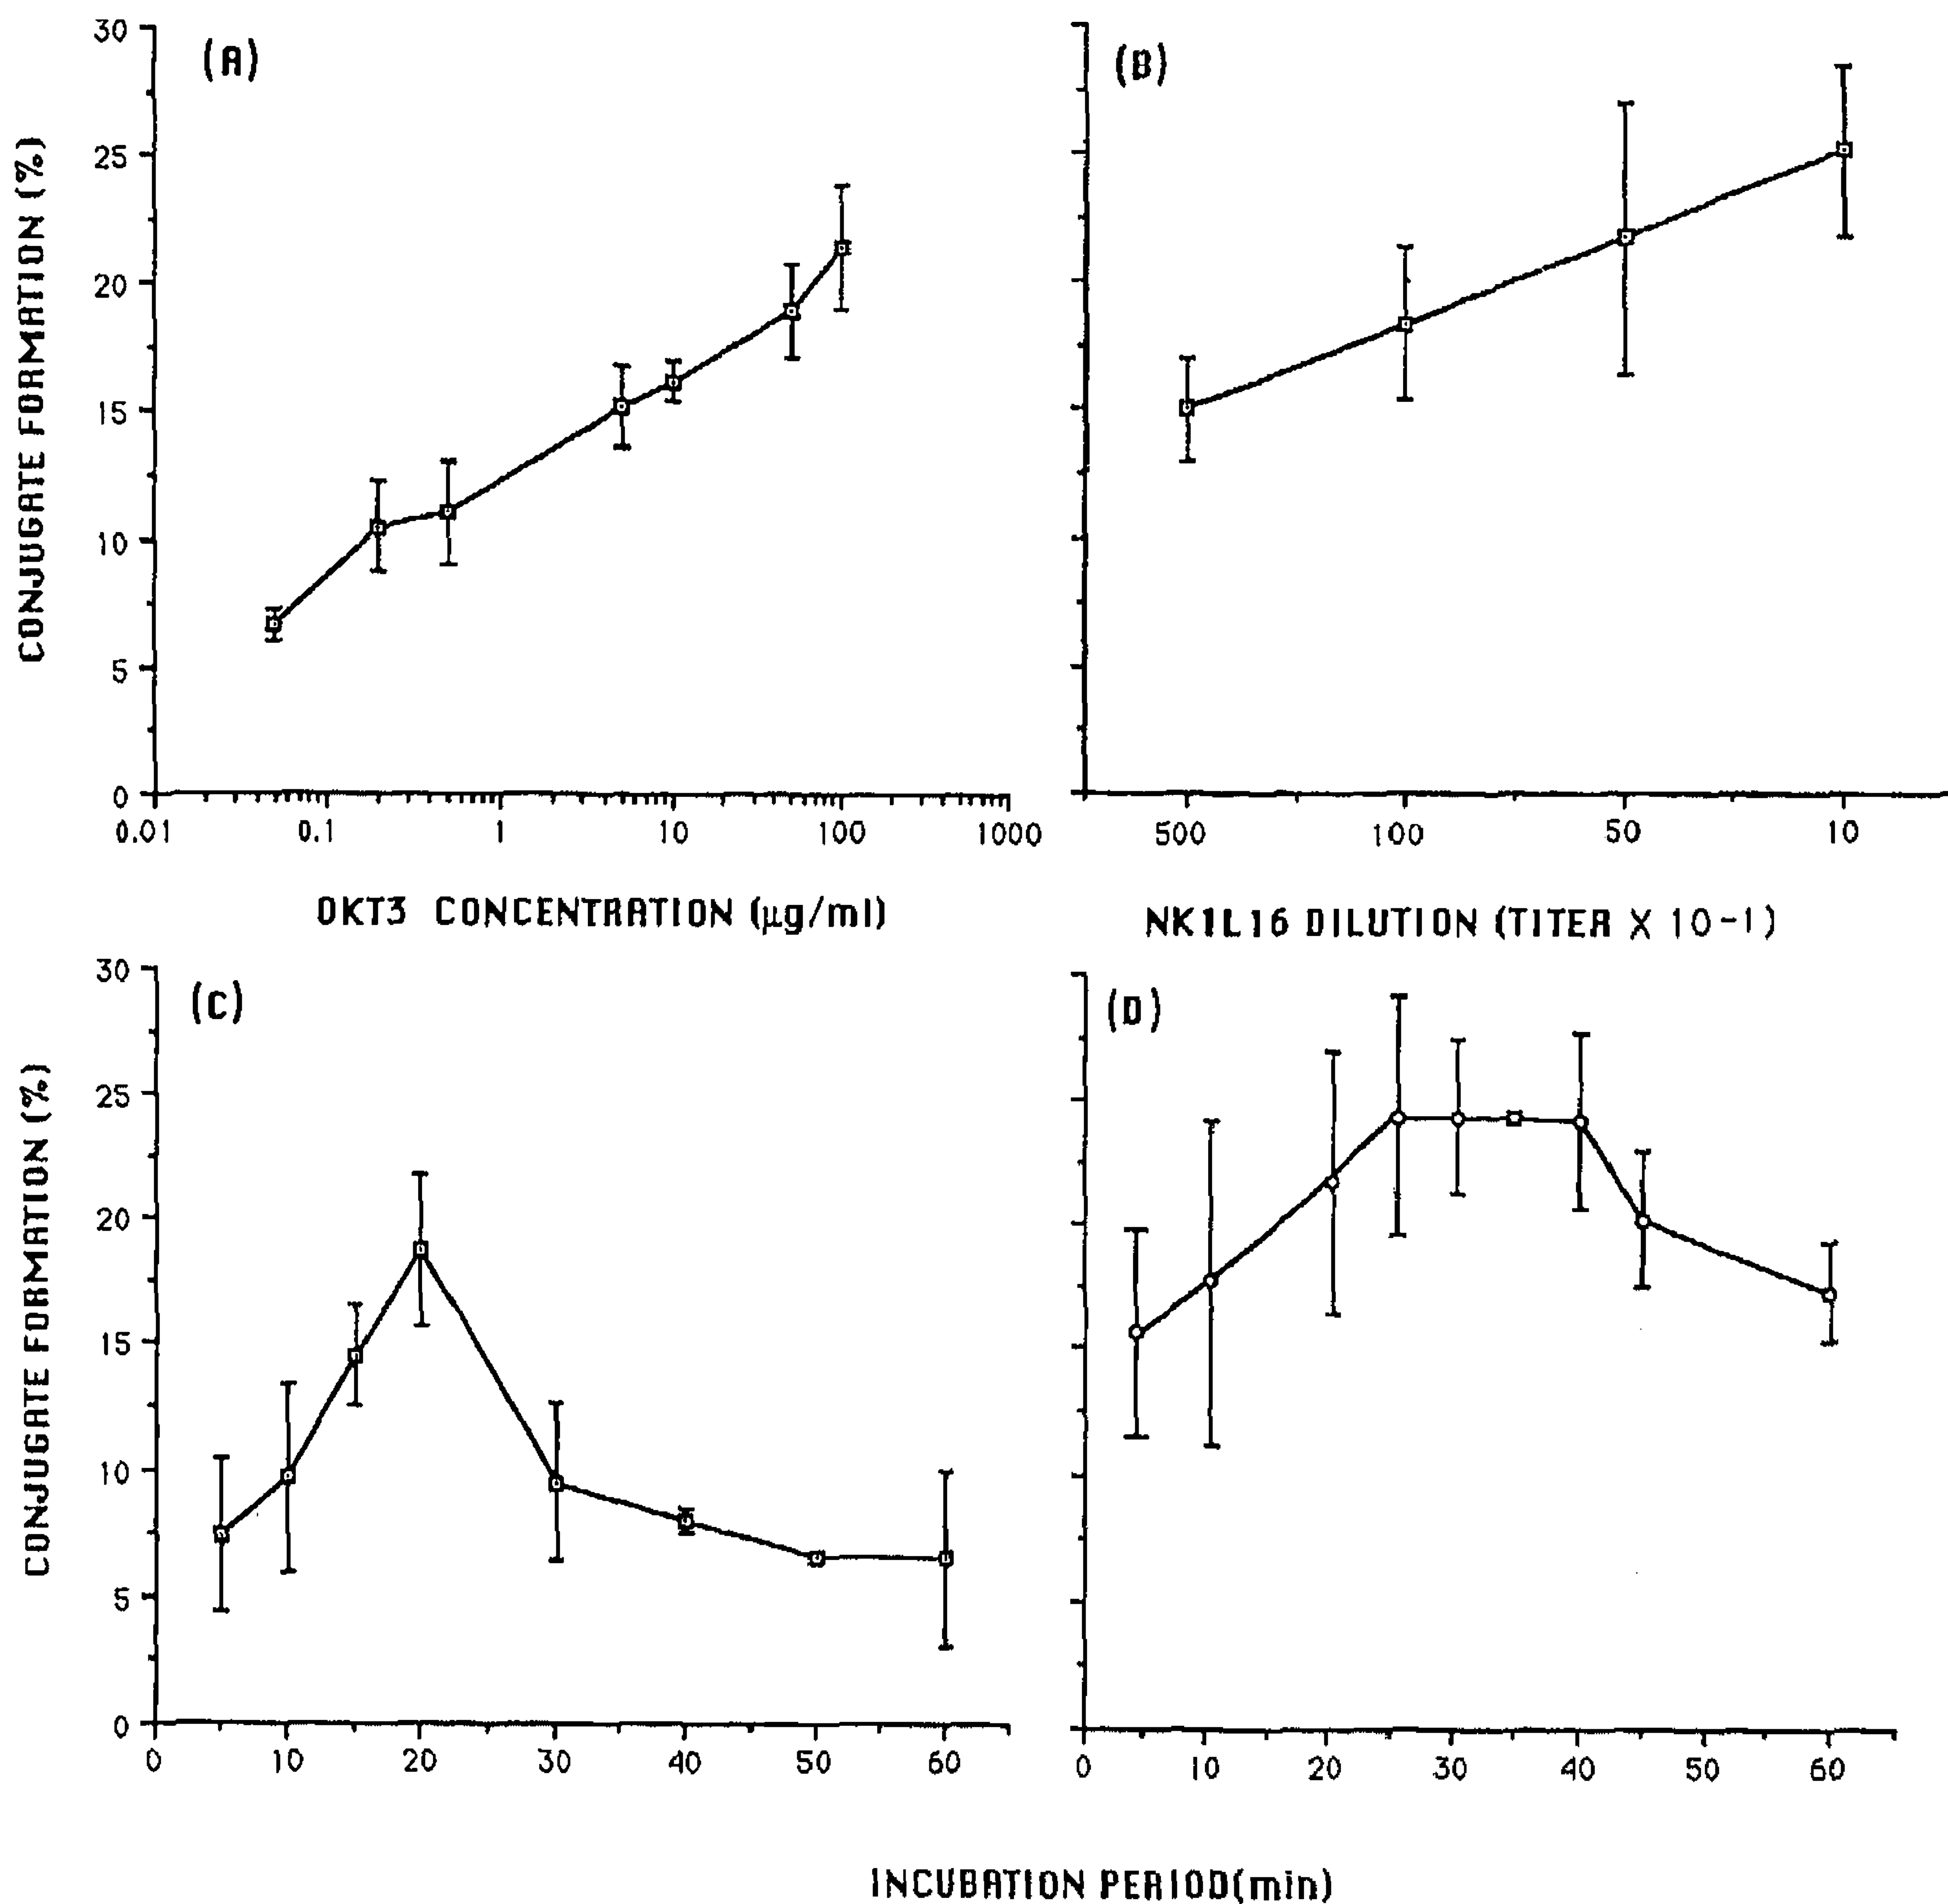 (A)
(B)
CONJUGATE FORMATION (%)
30
25
20
15
10
5
0
0.01 0.1 1 10 100 1000
500 100 50 10
OKT3 CONCENTRATION (µg/ml)
NK1L16 DILUTION (TITER X 10-1)
(C)
(D)
CONJUGATE FORMATION (%)
30
25
20
15
10
5
0
0 10 20 30 40 50 60
0 10 20 30 40 50 60
INCUBATION PERIOD(min)